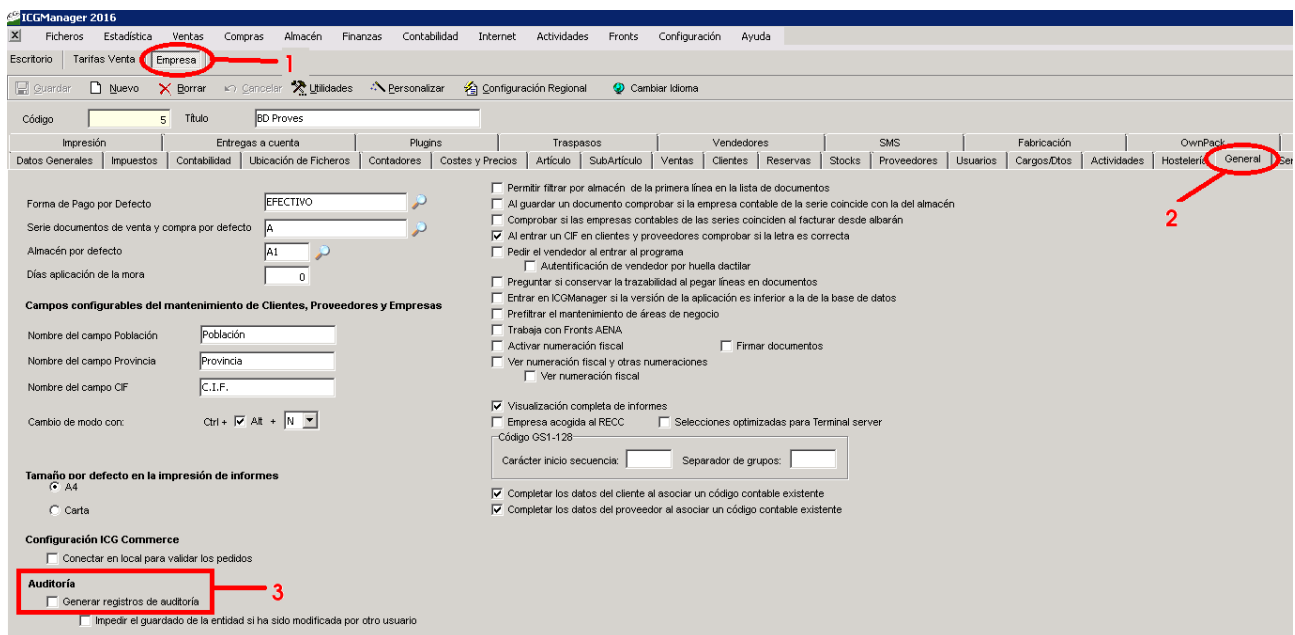 ICGManager 2016
X Ficheros Estadística Ventas Compras Almacén Finanzas Contabilidad Internet Actividades Fronts Configuración Ayuda
Escritorio Tarifas Venta Empresa 1
Guardar Nuevo Borrar Cancelar Utilidades Personalizar Configuración Regional Cambiar Idioma
Código 5 Título BD Proves
Impresión Entregas a cuenta Plugins Traspasos Vendedores SMS Fabricación OwnPack
Datos Generales Impuestos Contabilidad Ubicación de Ficheros Contadores Costes y Precios Artículo SubArtículo Ventas Clientes Reservas Stocks Proveedores Usuarios Cargos/Dtos Actividades Hostelería General Ser
2
Forma de Pago por Defecto EFECTIVO
Serie documentos de venta y compra por defecto A
Almacén por defecto A1
Días aplicación de la mora 0
Campos configurables del mantenimiento de Clientes, Proveedores y Empresas
Nombre del campo Población Población
Nombre del campo Provincia Provincia
Nombre del campo CIF C.I.F.
Cambio de modo con: Ctrl + Alt + N
Tamaño por defecto en la impresión de informes
A4
Carta
Configuración ICG Commerce
Conectar en local para validar los pedidos
Auditoría
Generar registros de auditoría
3
Impedir el guardado de la entidad si ha sido modificada por otro usuario
Permitir filtrar por almacén de la primera línea en la lista de documentos
Al guardar un documento comprobar si la empresa contable de la serie coincide con la del almacén
Comprobar si las empresas contables de las series coinciden al facturar desde albarán
Al entrar un CIF en clientes y proveedores comprobar si la letra es correcta
Pedir el vendedor al entrar al programa
Autentificación de vendedor por huella dactilar
Preguntar si conservar la trazabilidad al pegar líneas en documentos
Entrar en ICGManager si la versión de la aplicación es inferior a la de la base de datos
Prefiltrar el mantenimiento de áreas de negocio
Trabaja con Fronts AENA
Activar numeración fiscal Firmar documentos
Ver numeración fiscal y otras numeraciones
Ver numeración fiscal
Visualización completa de informes
Empresa acogida al RECC Selecciones optimizadas para Terminal server
Código GS1-128
Carácter inicio secuencia: Separador de grupos:
Completar los datos del cliente al asociar un código contable existente
Completar los datos del proveedor al asociar un código contable existente